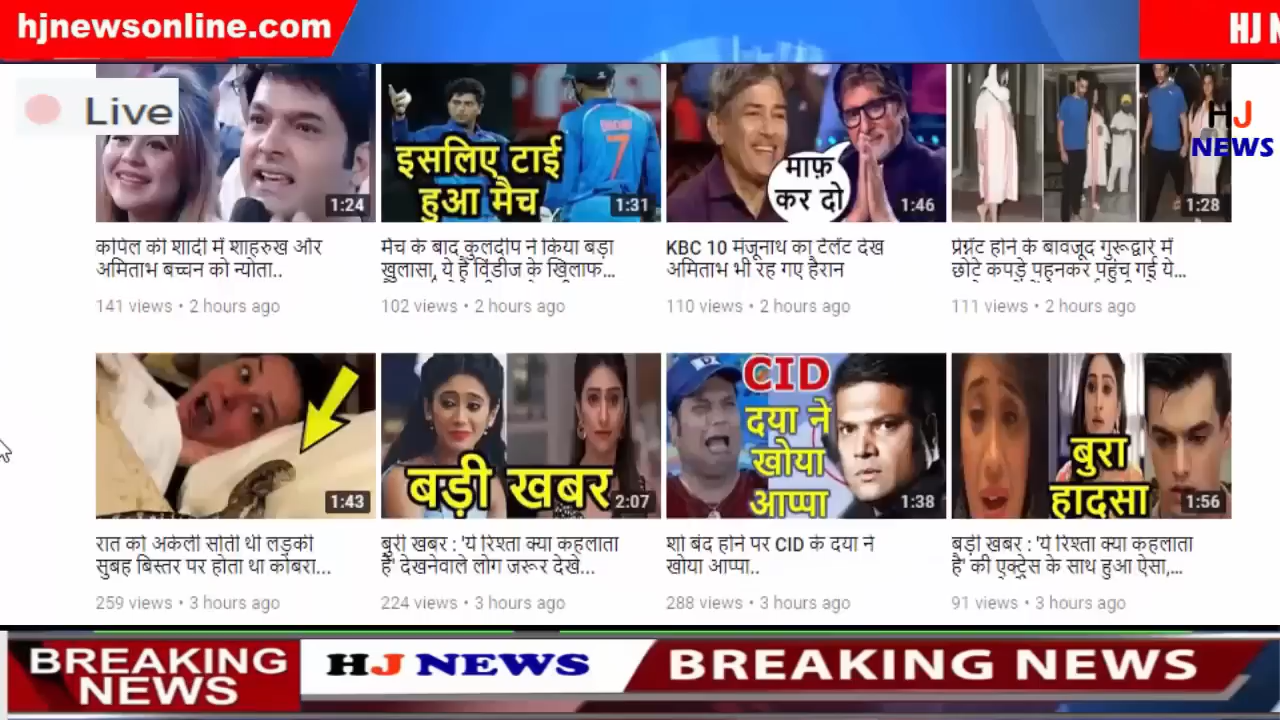 hjnewsonline.com
HJ N
Live
HJ
NEWS
इसलिए टाई
हुआ मैच
7
माफ़
कर दो
1:24
1:31
1:46
1:28
कपिल की शादी में शाहरुख और
अमिताभ बच्चन को न्योता..
141 views • 2 hours ago
मैच के बाद कुलदीप ने किया बड़ा
खुलासा, ये है विंडीज के खिलाफ...
102 views • 2 hours ago
KBC 10 मंजूनाथ का टैलेंट देख
अमिताभ भी रह गए हैरान
110 views • 2 hours ago
प्रेग्नेंट होने के बावजूद गुरूद्वारे में
छोटे कपड़े पहनकर पहुंच गई ये...
111 views • 2 hours ago
1:43
बड़ी खबर
2:07
CID
दया ने
खोया
आप्पा
1:38
बुरा
हादसा
1:56
रात को अकेली सोती थी लड़की
सुबह बिस्तर पर होता था कोबरा...
259 views • 3 hours ago
बुरी खबर : 'ये रिश्ता क्या कहलाता
है' देखनेवाले लोग जरूर देखे...
224 views • 3 hours ago
शो बंद होने पर CID के दया ने
खोया आप्पा..
288 views • 3 hours ago
बड़ी खबर : 'ये रिश्ता क्या कहलाता
है' की एक्ट्रेस के साथ हुआ ऐसा,...
91 views • 3 hours ago
BREAKING
NEWS
HJ NEWS
BREAKING NEWS